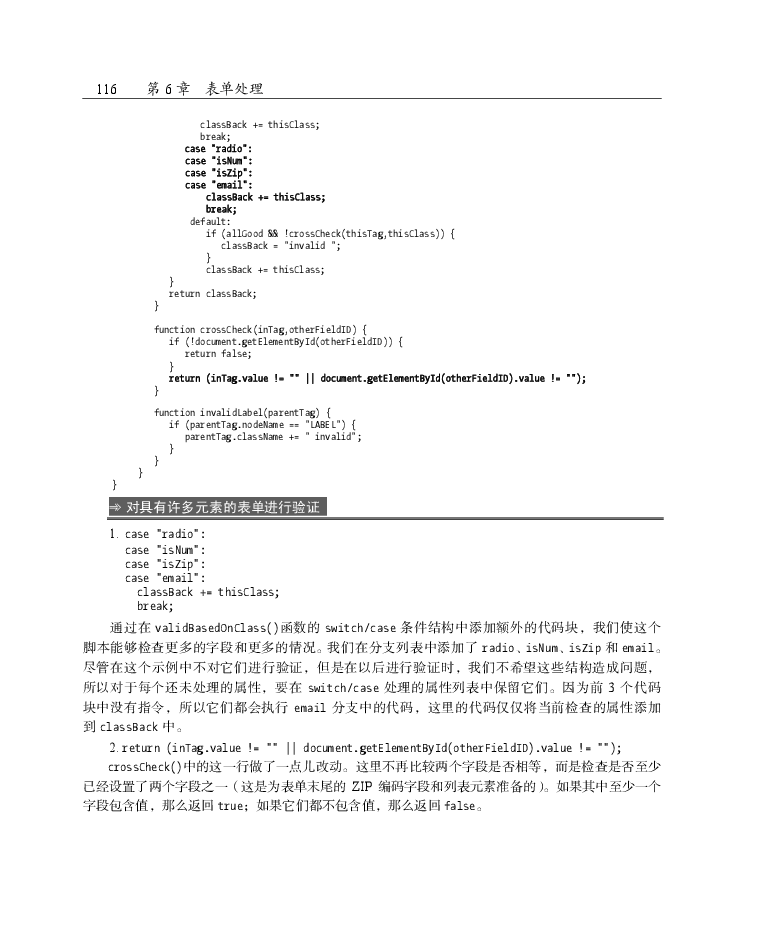 116 第 6 章 表单处理
classBack += thisClass;
break;
case "radio":
case "isNum":
case "isZip":
case "email":
classBack += thisClass;
break;
default:
if (allGood && !crossCheck(thisTag,thisClass)) {
classBack = "invalid ";
}
classBack += thisClass;
}
return classBack;
}
function crossCheck(inTag,otherFieldID) {
if (!document.getElementById(otherFieldID)) {
return false;
}
return (inTag.value != "" || document.getElementById(otherFieldID).value != "");
}
function invalidLabel(parentTag) {
if (parentTag.nodeName == "LABEL") {
parentTag.className += " invalid";
}
}
}
}
➾ 对具有许多元素的表单进行验证
1. case "radio":
case "isNum":
case "isZip":
case "email":
classBack += thisClass;
break;
通过在 validBasedOnClass()函数的 switch/case 条件结构中添加额外的代码块，我们使这个
脚本能够检查更多的字段和更多的情况。我们在分支列表中添加了 radio、isNum、isZip 和 email。
尽管在这个示例中不对它们进行验证，但是在以后进行验证时，我们不希望这些结构造成问题，
所以对于每个还未处理的属性，要在 switch/case 处理的属性列表中保留它们。因为前 3 个代码
块中没有指令，所以它们都会执行 email 分支中的代码，这里的代码仅仅将当前检查的属性添加
到 classBack 中。
2. return (inTag.value != "" || document.getElementById(otherFieldID).value != "");
crossCheck()中的这一行做了一点儿改动。这里不再比较两个字段是否相等，而是检查是否至少
已经设置了两个字段之一（这是为表单末尾的 ZIP 编码字段和列表元素准备的）。如果其中至少一个
字段包含值，那么返回 true；如果它们都不包含值，那么返回 false。